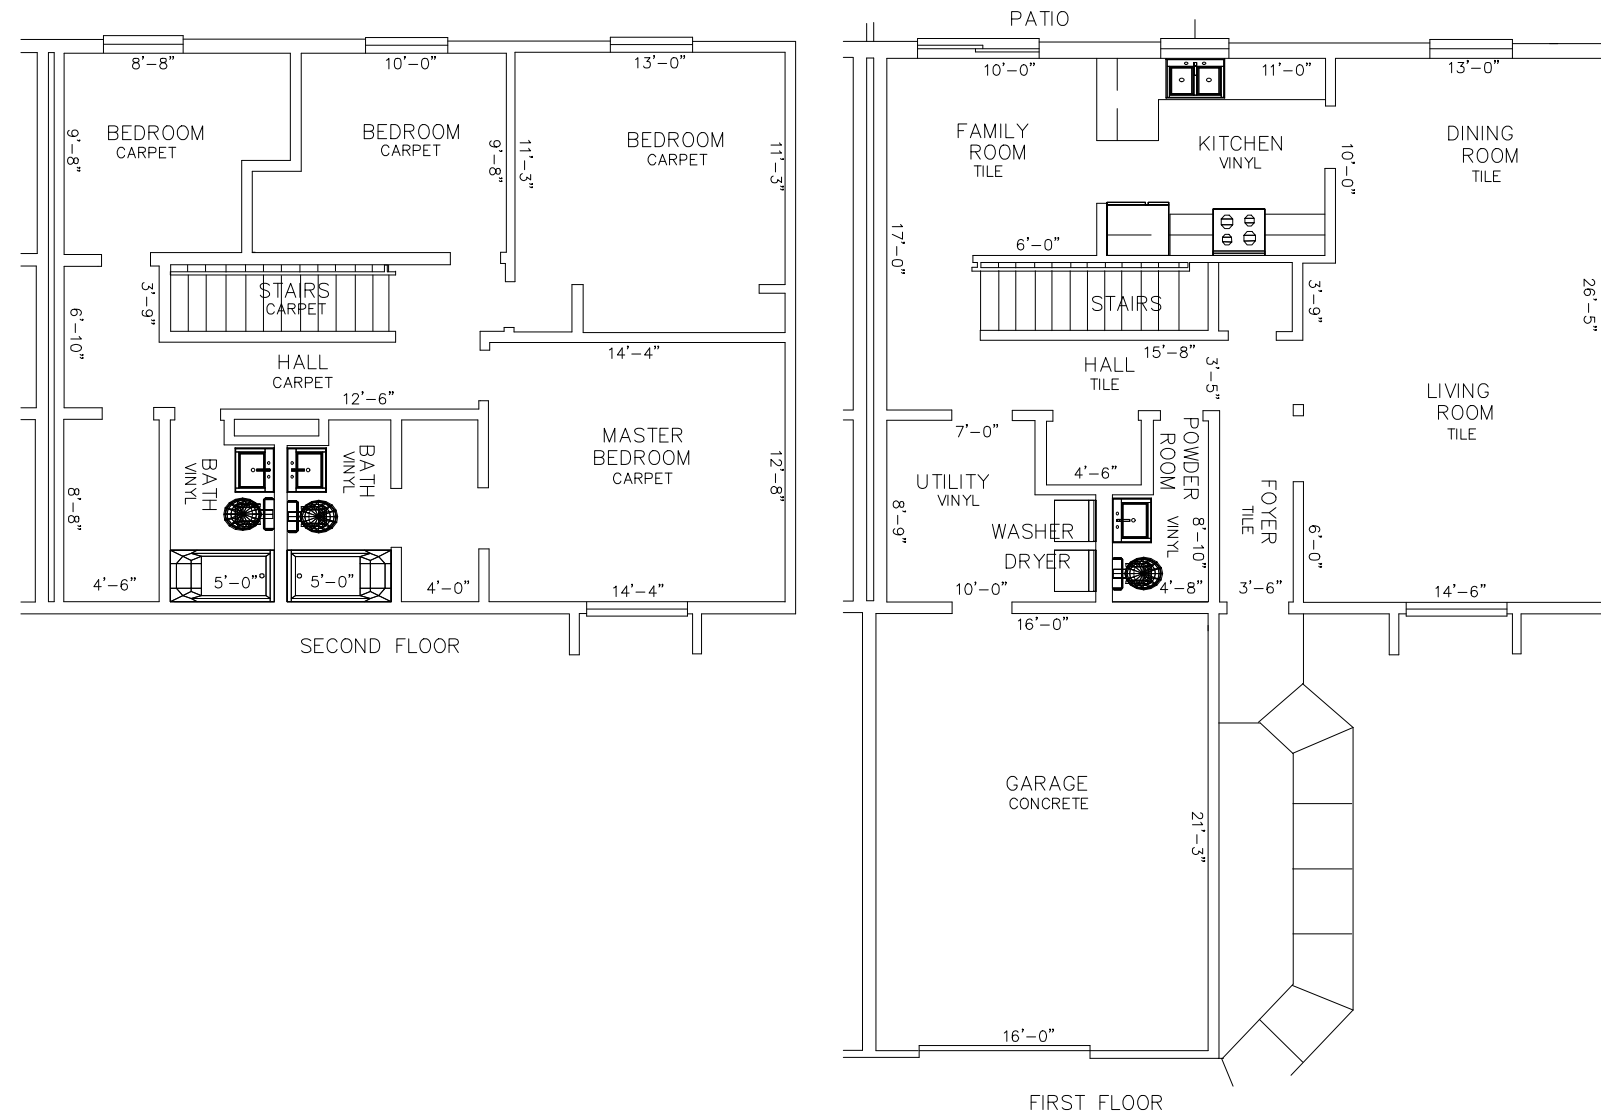 8'-8"
10'-0"
13'-0"
BEDROOM
CARPET
BEDROOM
CARPET
BEDROOM
CARPET
9'-8"
9'-8"
11'-3"
11'-3"
STAIRS
CARPET
3'-9"
6'-10"
HALL
CARPET
14'-4"
12'-6"
MASTER
BEDROOM
CARPET
12'-8"
BATH
VINYL
BATH
VINYL
8'-8"
4'-6"
5'-0"
5'-0"
4'-0"
14'-4"
SECOND FLOOR
PATIO
10'-0"
11'-0"
13'-0"
FAMILY
ROOM
TILE
KITCHEN
VINYL
10'-0"
DINING
ROOM
TILE
17'-0"
6'-0"
STAIRS
3'-9"
26'-5"
15'-8"
HALL
TILE
3'-5"
LIVING
ROOM
TILE
7'-0"
4'-6"
POWDER
ROOM
VINYL
8'-10"
UTILITY
VINYL
8'-9"
WASHER
DRYER
FOYER
TILE
6'-0"
10'-0"
4'-8"
3'-6"
14'-6"
16'-0"
GARAGE
CONCRETE
21'-3"
16'-0"
FIRST FLOOR